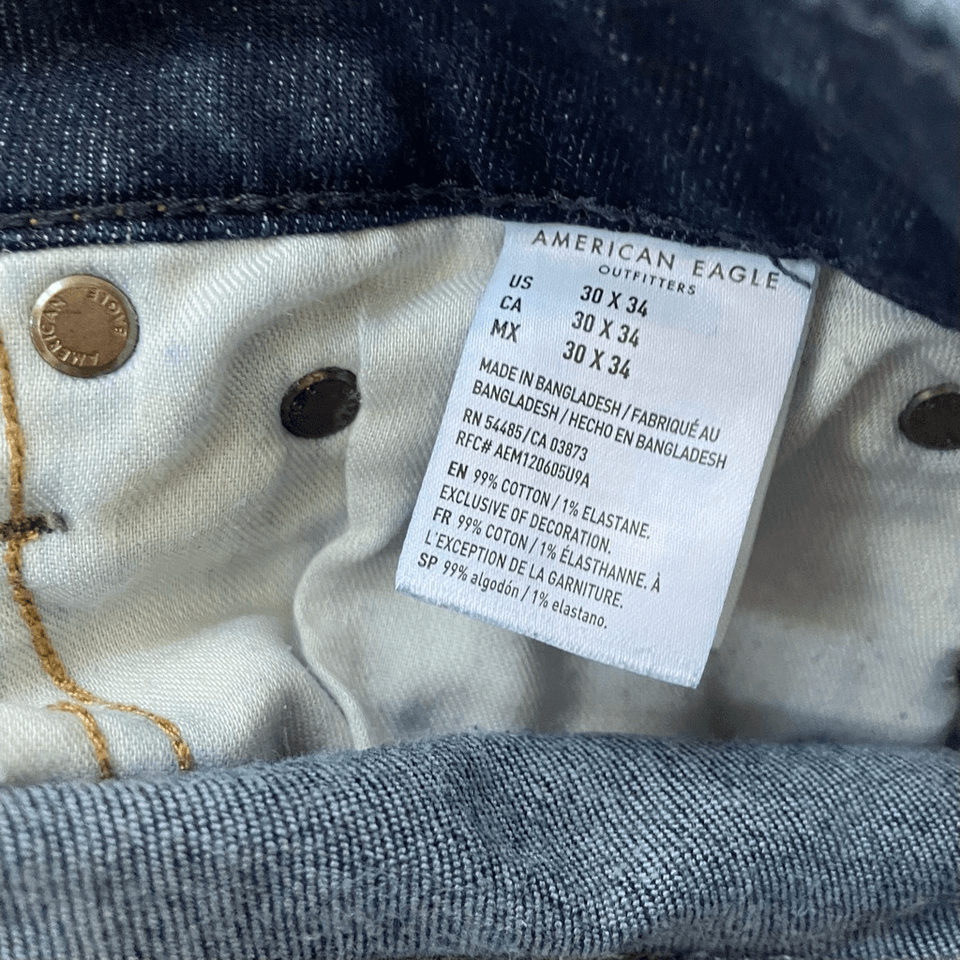 AMERICAN EAGLE
OUTFITTERS
US 30 X 34
CA 30 X 34
MX 30 X 34
MADE IN BANGLADESH / FABRIQUÉ AU
BANGLADESH / HECHO EN BANGLADESH
RN 54485/CA 03873
RFC# AEM120605U9A
EN 99% COTTON / 1% ELASTANE.
EXCLUSIVE OF DECORATION.
FR 99% COTON / 1% ÉLASTHANNE. À
L'EXCEPTION DE LA GARNITURE.
SP 99% algodón / 1% elastano.
AMERICAN EAGLE